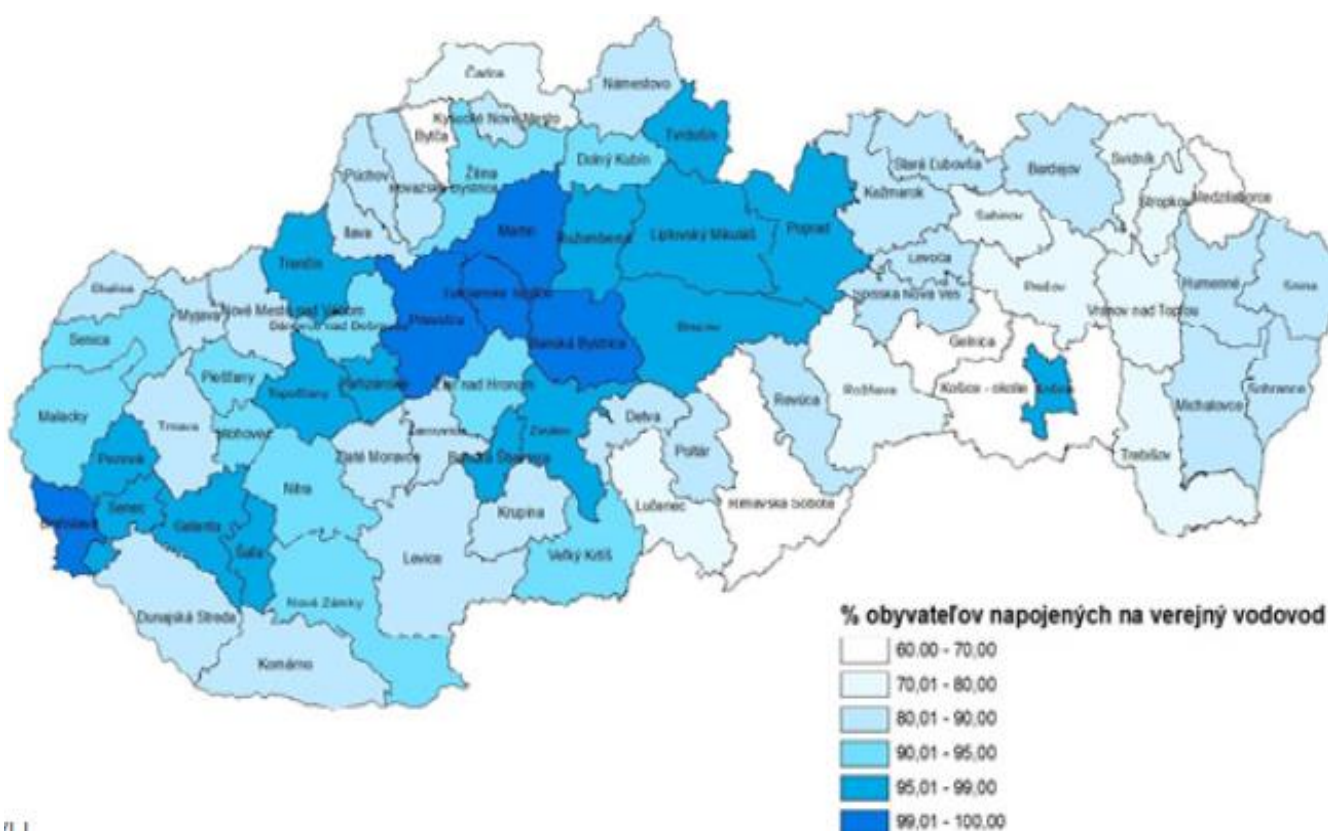 Čadca
Námestovo
Kysucké Nové Mesto
Bytča
Tvrdošín
Dolný Kubín
Žilina
Púchov
Považská Bystrica
Stará Ľubovňa
Bardejov
Svidník
Kežmarok
Stropkov
Medzilaborce
Sabinov
Martin
Ružomberok
Liptovský Mikuláš
Poprad
Ilava
Trenčín
Levoča
Spišská Nová Ves
Humenné
Snina
Skalica
Myjava
Nové Mesto nad Váhom
Prešov
Vranov nad Topľou
Prievidza
Banská Bystrica
Brezno
Senica
Gelnica
Piešťany
Topoľčany
Partizánske
Žiar nad Hronom
Revúca
Rožňava
Košice - okolie
Košice
Sobrance
Michalovce
Malacky
Trnava
Hlohovec
Detva
Zlaté Moravce
Žarnovica
Zvolen
Banská Štiavnica
Poltár
Trebišov
Pezinok
Nitra
Lučenec
Rimavská Sobota
Senec
Galanta
Krupina
Bratislava
Šaľa
Levice
Veľký Krtíš
Dunajská Streda
Nové Zámky
Komárno
% obyvateľov napojených na verejný vodovod
60.00 - 70,00
70,01 - 80,00
80,01 - 90,00
90,01 - 95,00
95,01 - 99,00
99,01 - 100,00